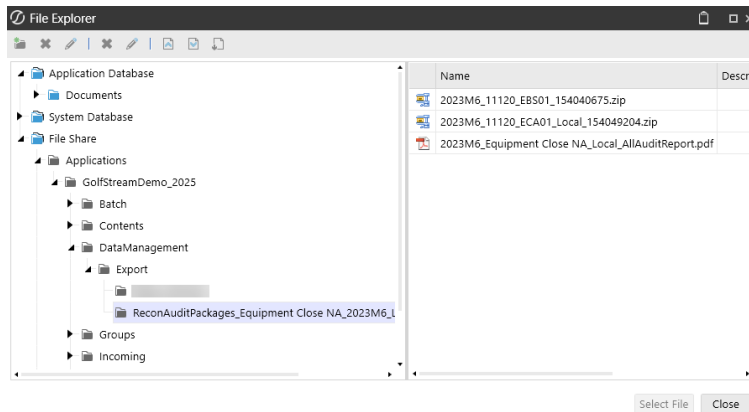 File Explorer
Application Database
Documents
System Database
File Share
Applications
GolfStreamDemo_2025
Batch
Contents
DataManagement
Export
ReconAuditPackages_Equipment Close NA_2023M6_L
Groups
Incoming
Name Descr
2023M6_11120_EBS01_154040675.zip
2023M6_11120_ECA01_Local_154049204.zip
2023M6_Equipment Close NA_Local_AllAuditReport.pdf
Select File Close